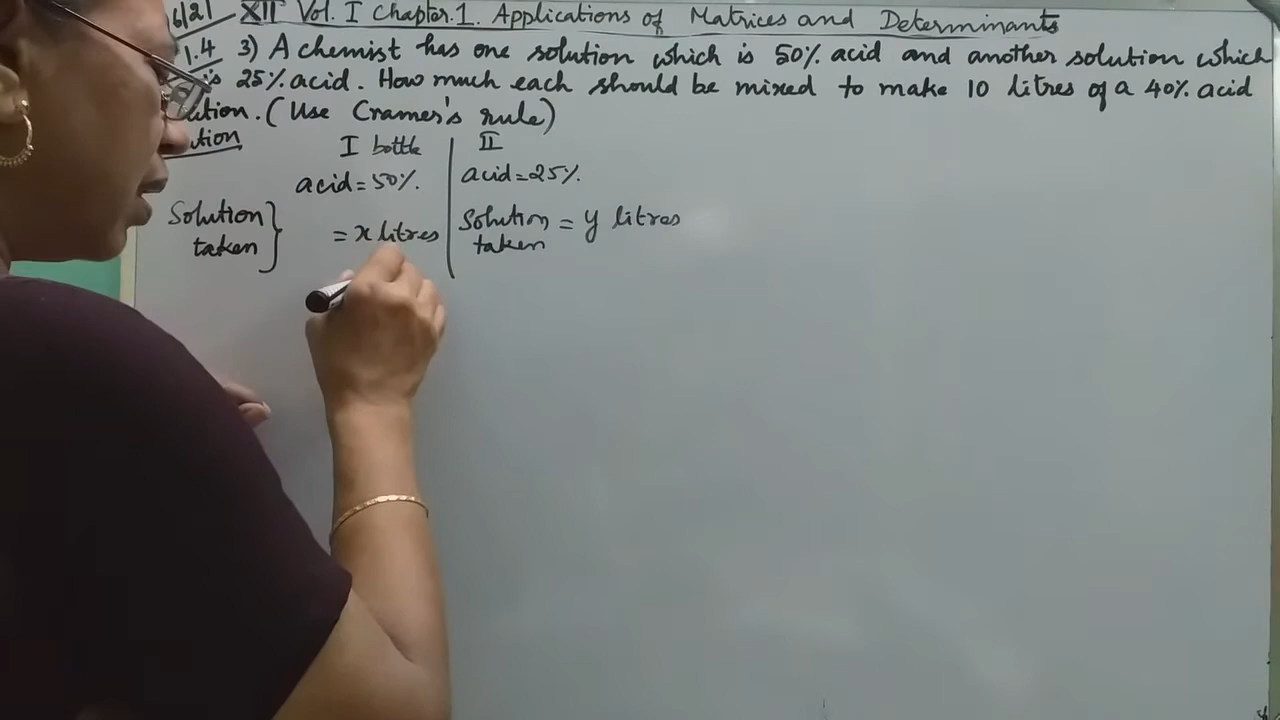 6/21 XII Vol. I Chapter.1. Applications of Matrices and Determinants
1.4 3) A chemist has one solution which is 50% acid and another solution which
is 25% acid. How much each should be mixed to make 10 litres of a 40% acid
(Use Cramer's rule)
I bottle II
acid=50%. acid=25%.
Solution taken } = x litres Solution taken = y litres